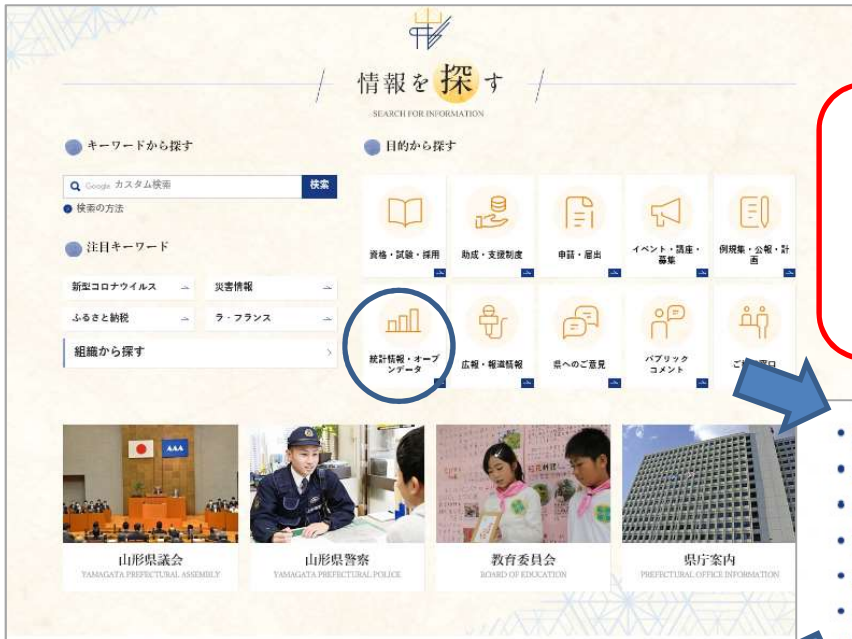 情報を探す
SEARCH FOR INFORMATION
キーワードから探す
Google カスタム検索
検索
検索の方法
注目キーワード
新型コロナウイルス
災害情報
ふるさと納税
ラ・フランス
組織から探す
目的から探す
資格・試験・採用
助成・支援制度
申請・届出
イベント・講座・
募集
例規集・公報・計
画
統計情報・オープ
ンデータ
広報・報道情報
県へのご意見
パブリック
コメント
山形県議会
YAMAGATA PREFECTURAL ASSEMBLY
山形県警察
YAMAGATA PREFECTURAL POLICE
教育委員会
BOARD OF EDUCATION
県庁案内
PREFECTURAL OFFICE INFORMATION